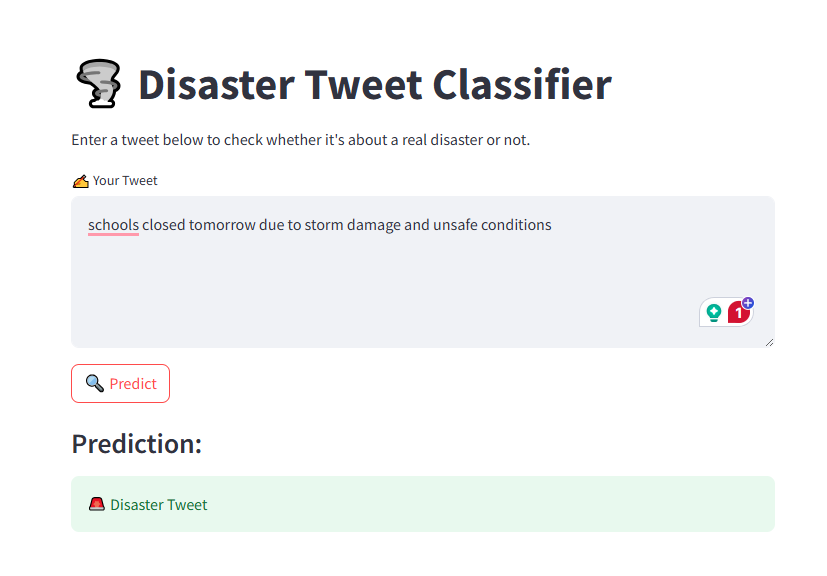 Disaster Tweet Classifier
Enter a tweet below to check whether it's about a real disaster or not.
Your Tweet
schools closed tomorrow due to storm damage and unsafe conditions
1
Predict
Prediction:
Disaster Tweet